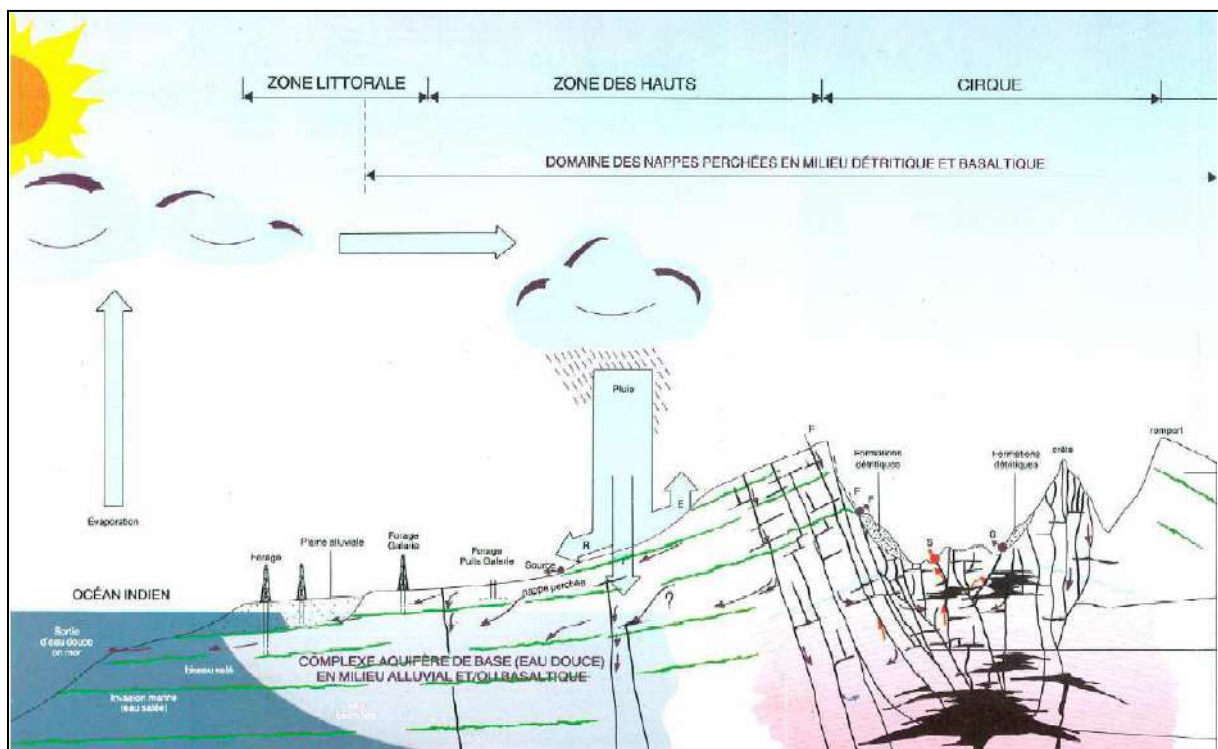 ZONE LITTORALE
ZONE DES HAUTS
CIRQUE
DOMAINE DES NAPPES PERCHÉES EN MILIEU DÉTRITIQUE ET BASALTIQUE
Pluie
F
rempart
Formations
détritiques
Formations
détritiques
crête
E
F
Évaporation
Forage
Plaine alluviale
Forage
Galerie
Forage
Puits Galerie
Source
R
S
nappe perchée
?
OCÉAN INDIEN
Sortie
d'eau douce
en mer
biseau salé
Invasion marine
(eau salée)
COMPLEXE AQUIFÈRE DE BASE (EAU DOUCE)
EN MILIEU ALLUVIAL ET/OU BASALTIQUE